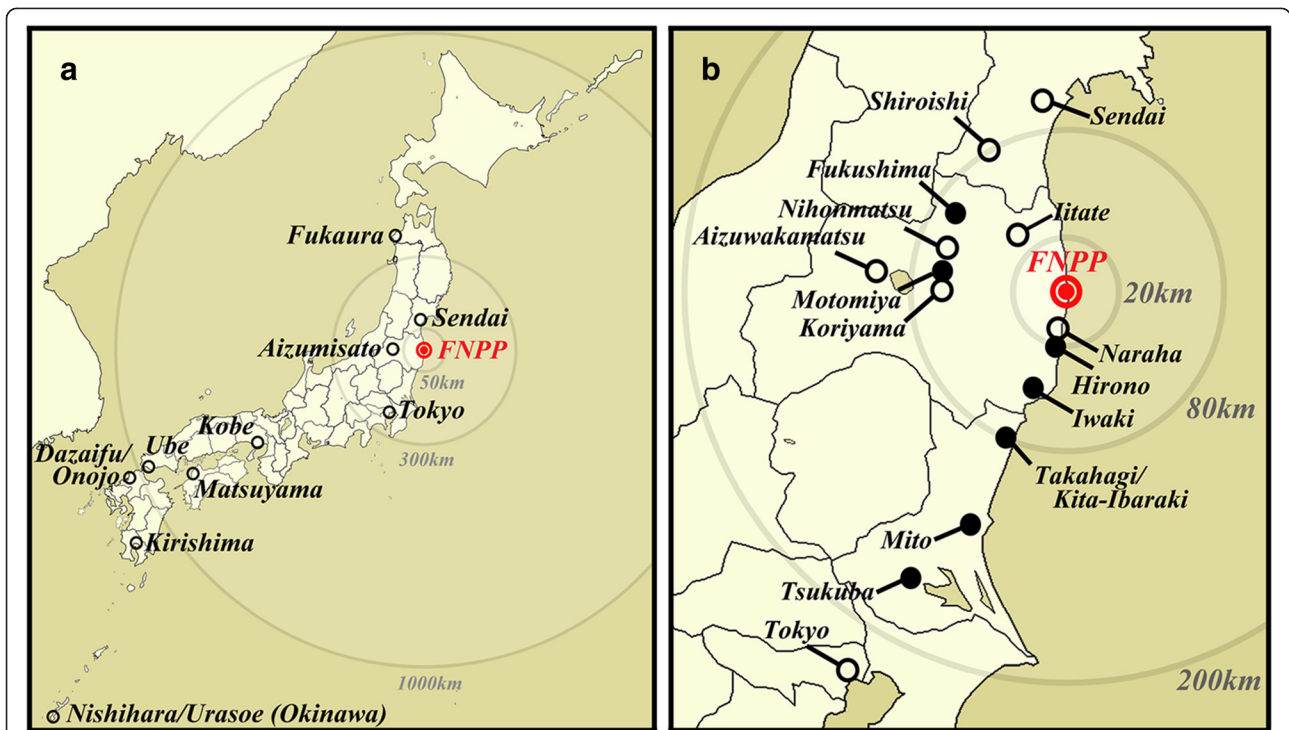 a
Fukaura
Sendai
Aizumisato
FNPP
50km
Tokyo
Kobe
300km
Ube
Dazaifu/
Onojo
Matsuyama
Kirishima
1000km
Nishihara/Urasoe (Okinawa)
b
Shiroishi
Sendai
Fukushima
Nihonmatsu
Iitate
Aizuwakamatsu
FNPP
20km
Motomiya
Koriyama
Naraha
Hirono
80km
Iwaki
Takahagi/
Kita-Ibaraki
Mito
Tsukuba
Tokyo
200km